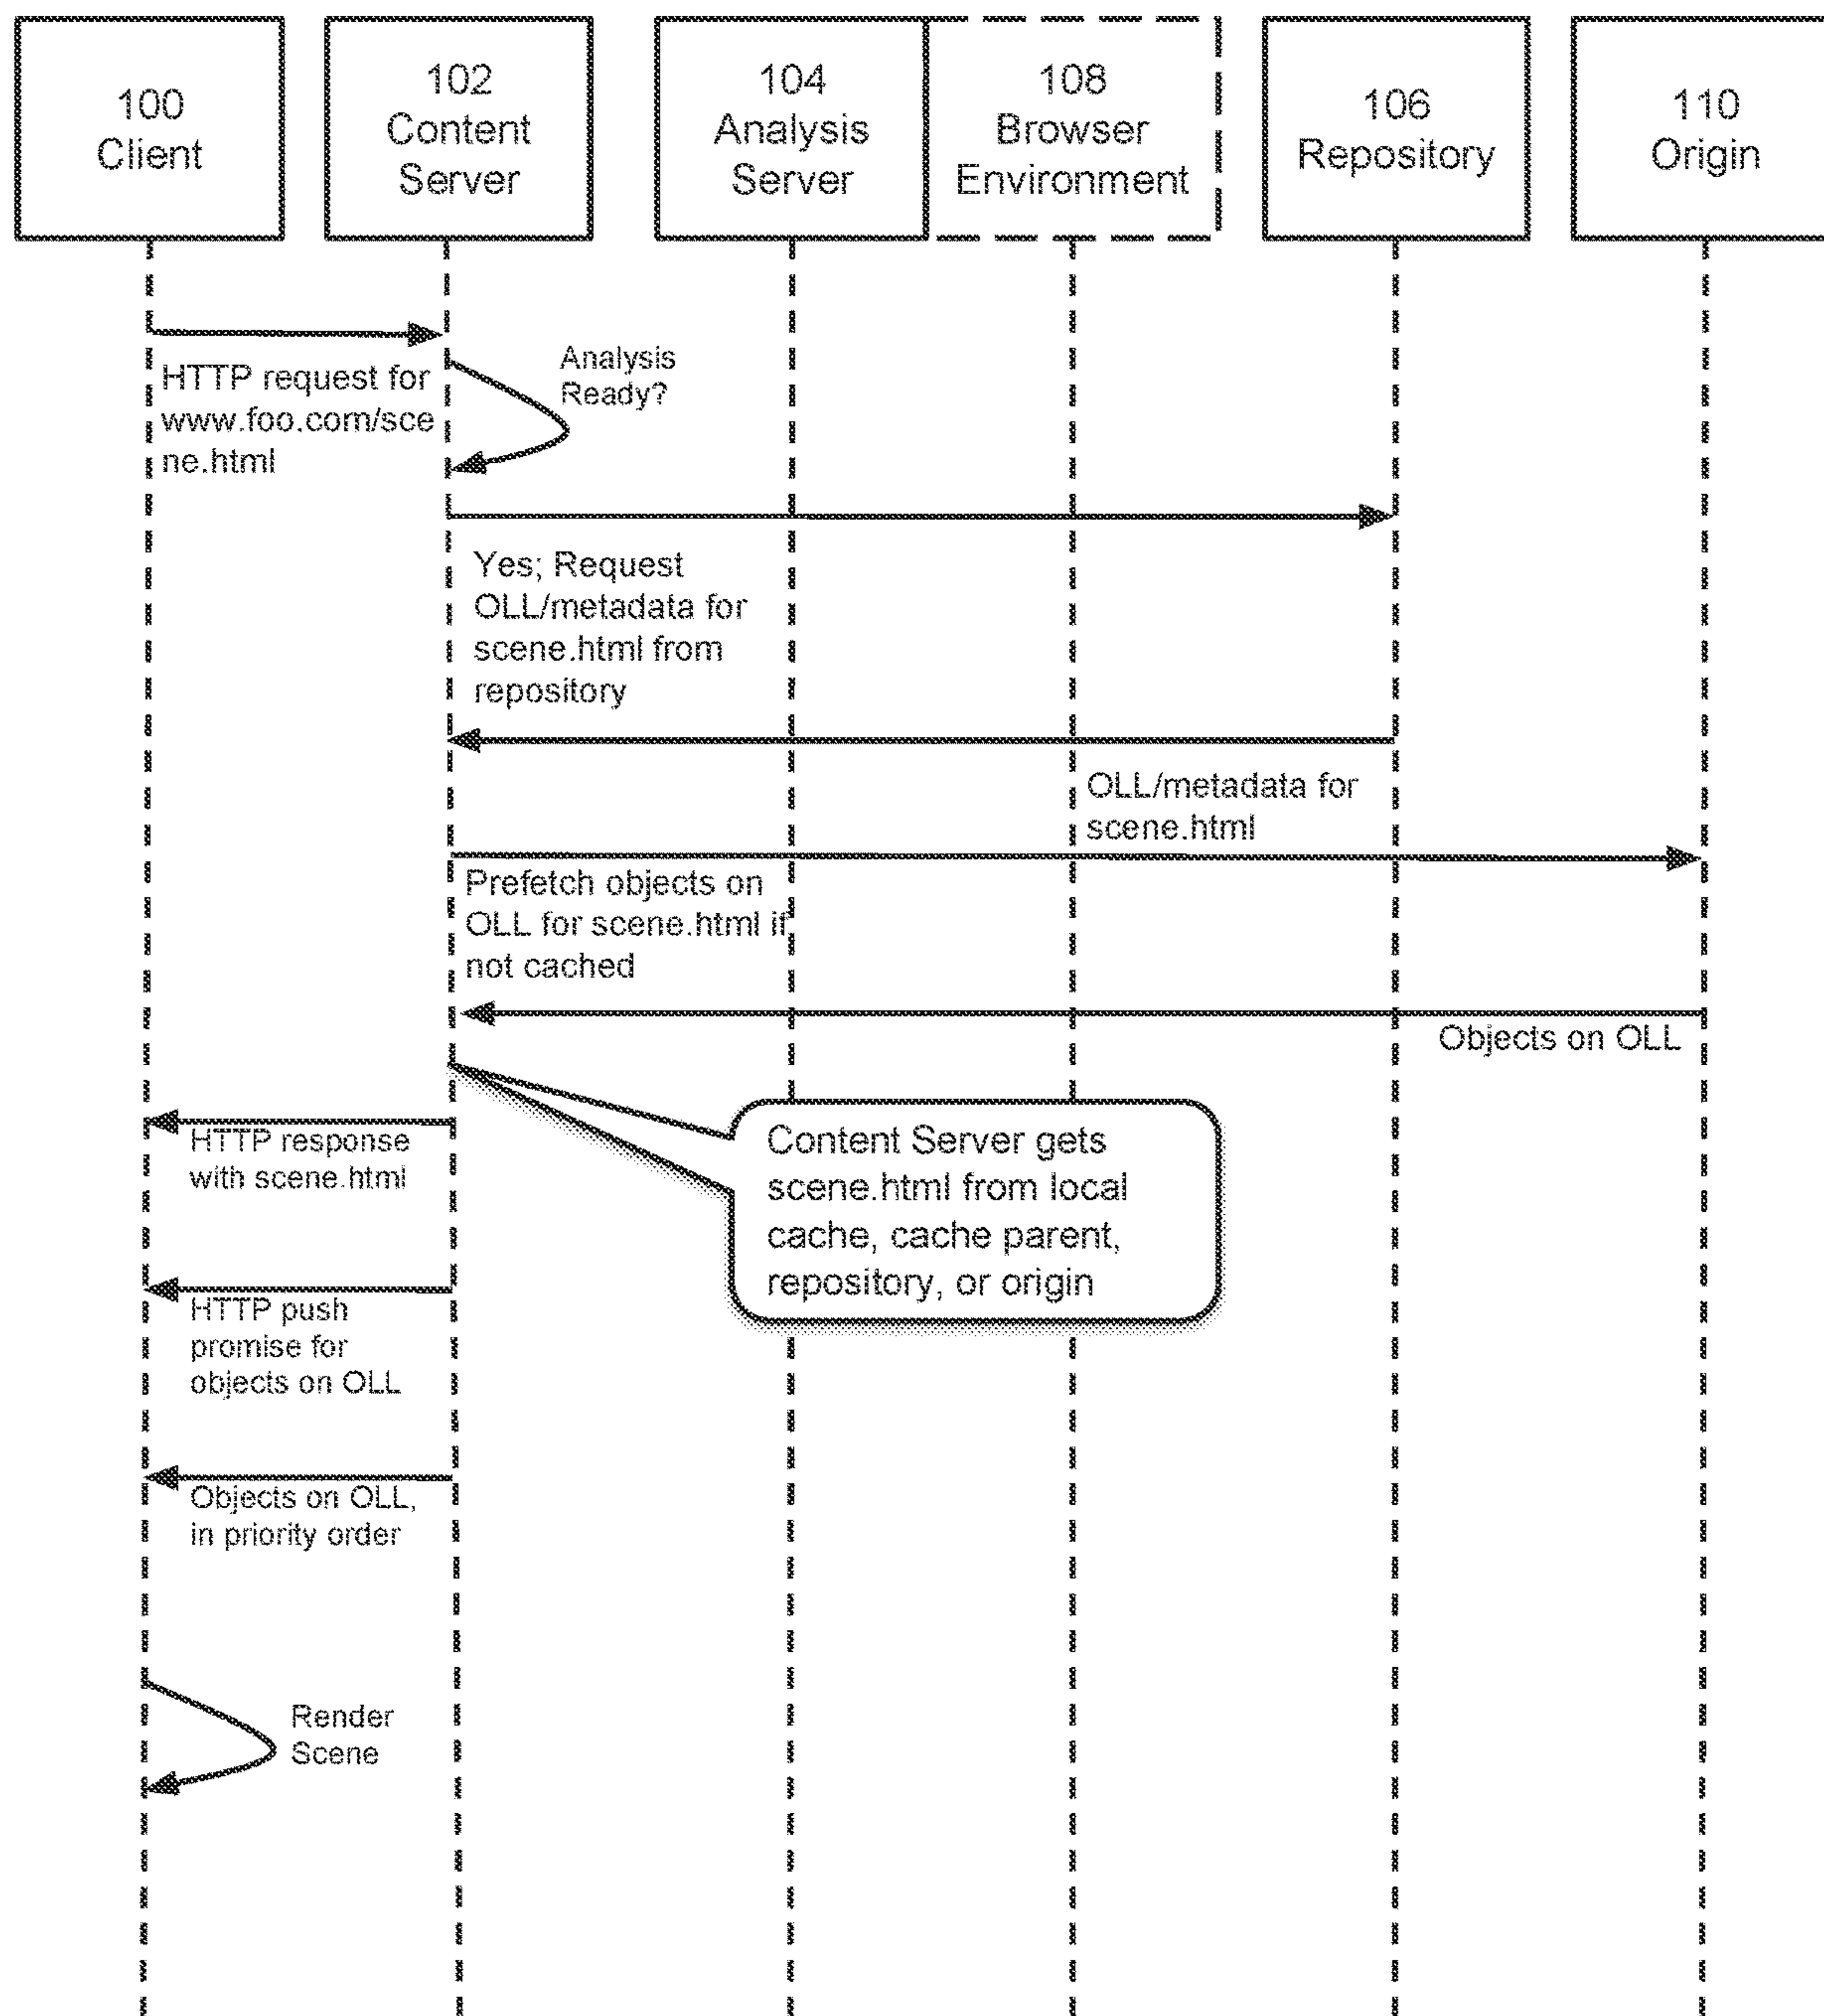 100
Client
102
Content
Server
104
Analysis
Server
108
Browser
Environment
106
Repository
110
Origin
HTTP request for
www.foo.com/sce
ne.html
Analysis
Ready?
Yes; Request
OLL/metadata for
scene.html from
repository
OLL/metadata for
scene.html
Prefetch objects on
OLL for scene.html if
not cached
Objects on OLL
HTTP response
with scene.html
Content Server gets
scene.html from local
cache, cache parent,
repository, or origin
HTTP push
promise for
objects on OLL
Objects on OLL,
in priority order
Render
Scene